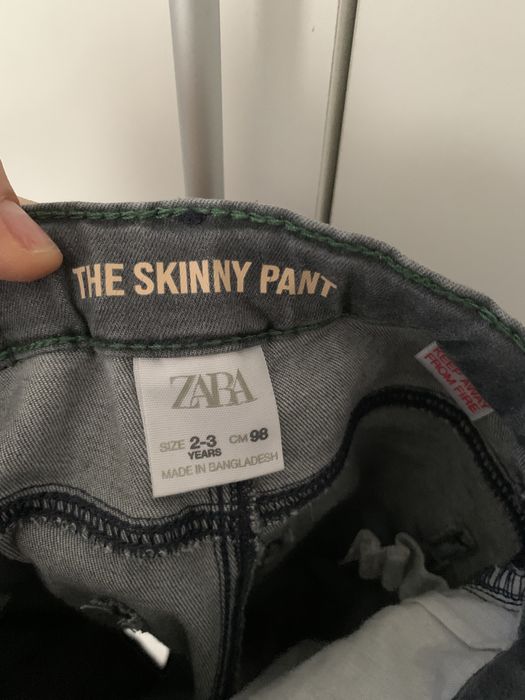 THE SKINNY PANT
ZARA
SIZE 2-3 CM 98
YEARS
MADE IN BANGLADESH
KEEP AWAY
FROM FIRE